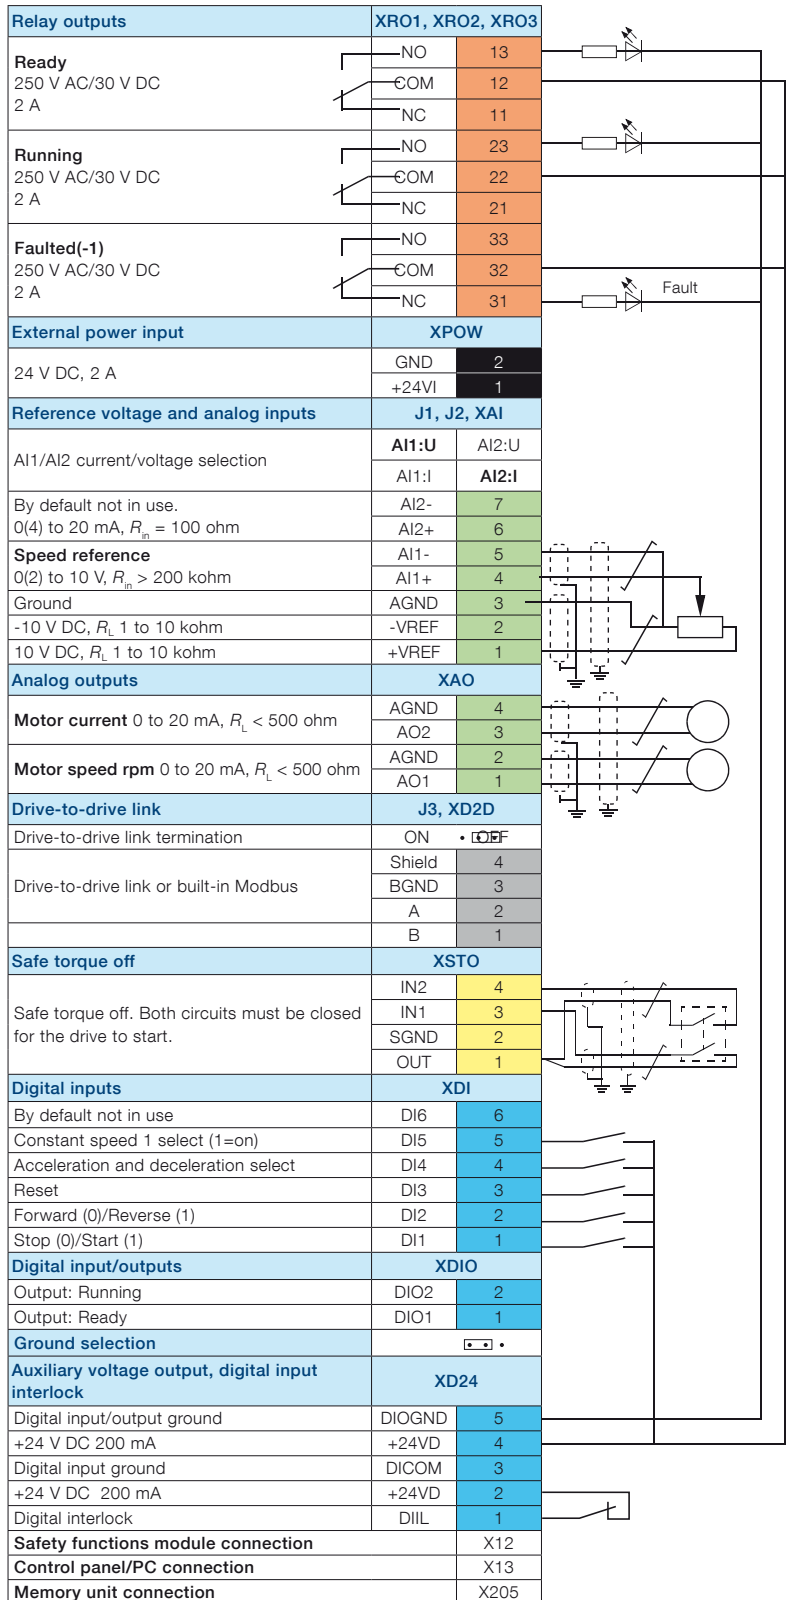 Relay outputs XRO1, XRO2, XRO3
NO 13
Ready
250 V AC/30 V DC COM 12
2 A
NC 11
NO 23
Running
250 V AC/30 V DC COM 22
2 A
NC 21
NO 33
Faulted(-1)
250 V AC/30 V DC COM 32
2 A
NC 31
Fault
External power input XPOW
24 V DC, 2 A GND 2
+24VI 1
Reference voltage and analog inputs J1, J2, XAI
AI1/AI2 current/voltage selection AI1:U AI2:U
AI1:I AI2:I
By default not in use. AI2- 7
0(4) to 20 mA, Rin = 100 ohm AI2+ 6
Speed reference AI1- 5
0(2) to 10 V, Rin > 200 kohm AI1+ 4
Ground AGND 3
-10 V DC, RL 1 to 10 kohm -VREF 2
10 V DC, RL 1 to 10 kohm +VREF 1
Analog outputs XAO
Motor current 0 to 20 mA, RL < 500 ohm AGND 4
AO2 3
Motor speed rpm 0 to 20 mA, RL < 500 ohm AGND 2
AO1 1
Drive-to-drive link J3, XD2D
Drive-to-drive link termination ON OFF
Drive-to-drive link or built-in Modbus Shield 4
BGND 3
A 2
B 1
Safe torque off XSTO
Safe torque off. Both circuits must be closed
for the drive to start.
IN2 4
IN1 3
SGND 2
OUT 1
Digital inputs XDI
By default not in use DI6 6
Constant speed 1 select (1=on) DI5 5
Acceleration and deceleration select DI4 4
Reset DI3 3
Forward (0)/Reverse (1) DI2 2
Stop (0)/Start (1) DI1 1
Digital input/outputs XDIO
Output: Running DIO2 2
Output: Ready DIO1 1
Ground selection
Auxiliary voltage output, digital input
interlock XD24
Digital input/output ground DIOGND 5
+24 V DC 200 mA +24VD 4
Digital input ground DICOM 3
+24 V DC 200 mA +24VD 2
Digital interlock DIIL 1
Safety functions module connection X12
Control panel/PC connection X13
Memory unit connection X205